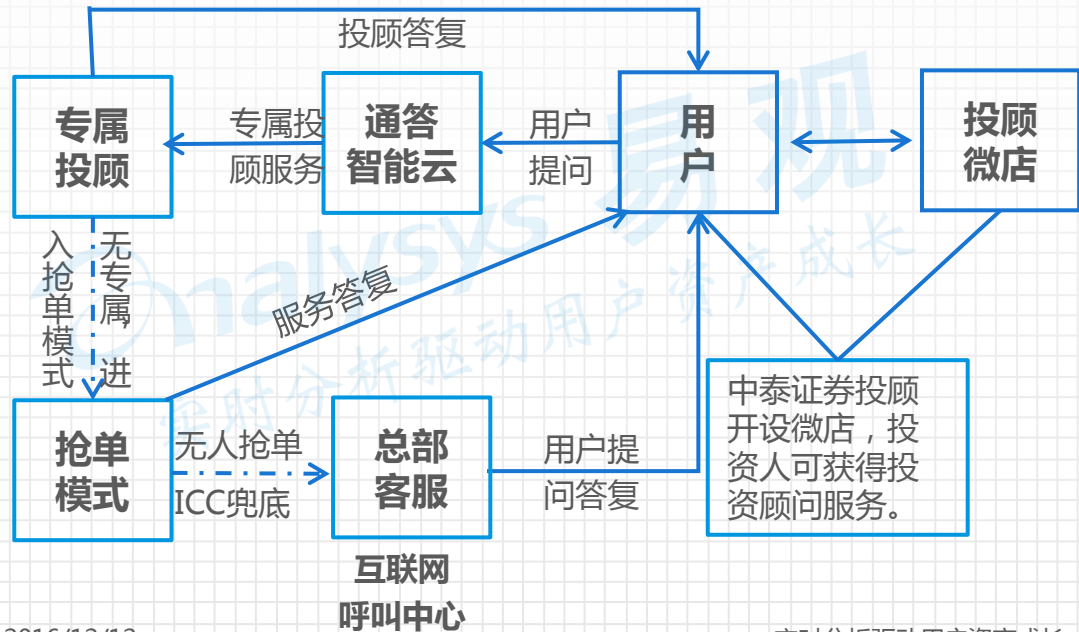 投顾答复
专属
投顾
专属投
顾服务
通答
智能云
用户
提问
用
户
投顾
微店
nalysys 易观
实时分析驱动用户资产成长
无专属，进
入抢单模式
服务答复
抢单
模式
无人抢单
ICC兜底
总部
客服
用户提
问答复
中泰证券投顾
开设微店，投
资人可获得投
资顾问服务。
互联网
呼叫中心